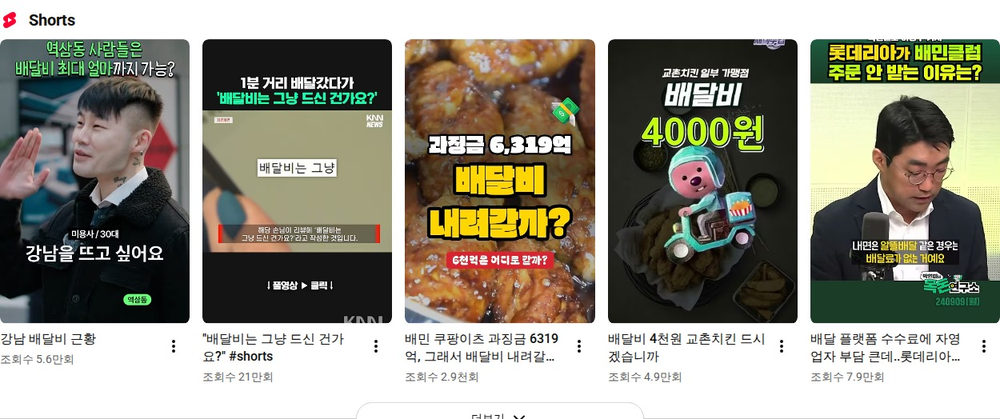 Shorts
역삼동 사람들은
배달비 최대 얼마까지 가능?
미용사 / 30대
강남을 뜨고 싶어요
역삼동
강남 배달비 근황
조회수 5.6만회
1분 거리 배달갔다가
'배달비는 그냥 드신 건가요?'
KNN
NEWS
배달비는 그냥
해당 손님이 리뷰에 '배달비는
그냥 드신 건가요?'라고 작성한 것입니다.
↓ 풀영상 ▶ 클릭 ↓
KNN
"배달비는 그냥 드신 건가
요?" #shorts
조회수 21만회
과징금 6,319억
배달비
내려갈까?
6천억은 어디로 갈까?
배민 쿠팡이츠 과징금 6319
억, 그래서 배달비 내려갈...
조회수 2.9천회
교촌치킨 일부 가맹점
배달비
4000원
배달비 4천원 교촌치킨 드시
겠습니까
조회수 4.9만회
롯데리아가 배민클럽
주문 안 받는 이유는?
내면은 알뜰배달 같은 경우는
배달료가 없는 거예요
240909(월)
배달 플랫폼 수수료에 자영
업자 부담 큰데..롯데리아...
조회수 7.9만회
더보기